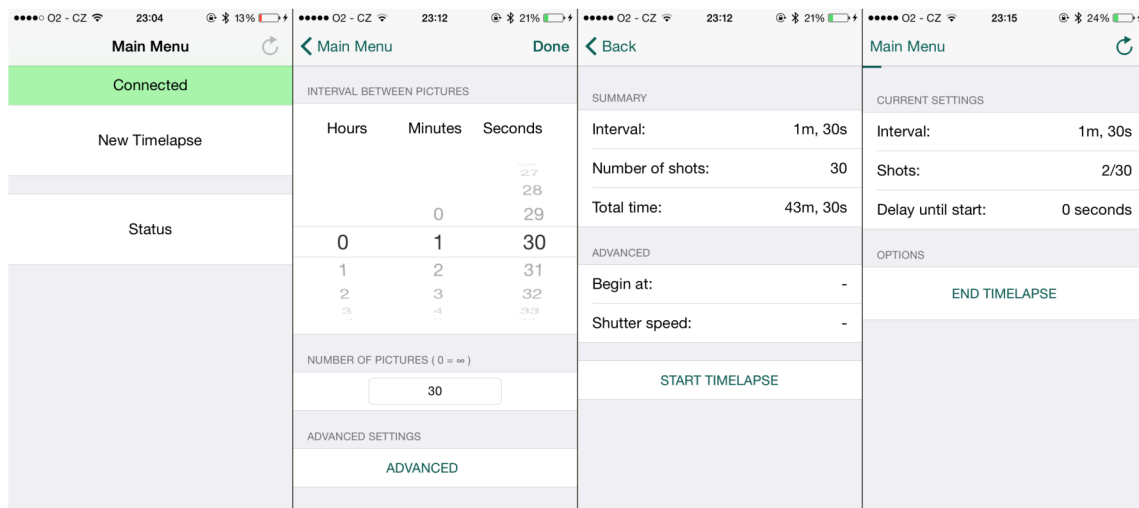 O2 - CZ 23:04 13%
Main Menu
Connected
New Timelapse
Status
O2 - CZ 23:12 21%
Main Menu Done
INTERVAL BETWEEN PICTURES
Hours Minutes Seconds
27
28
0 29
0 1 30
1 2 31
2 3 32
3 4 33
NUMBER OF PICTURES ( 0 = ∞ )
30
ADVANCED SETTINGS
ADVANCED
O2 - CZ 23:12 21%
Back
SUMMARY
Interval: 1m, 30s
Number of shots: 30
Total time: 43m, 30s
ADVANCED
Begin at: -
Shutter speed: -
START TIMELAPSE
O2 - CZ 23:15 24%
Main Menu
CURRENT SETTINGS
Interval: 1m, 30s
Shots: 2/30
Delay until start: 0 seconds
OPTIONS
END TIMELAPSE